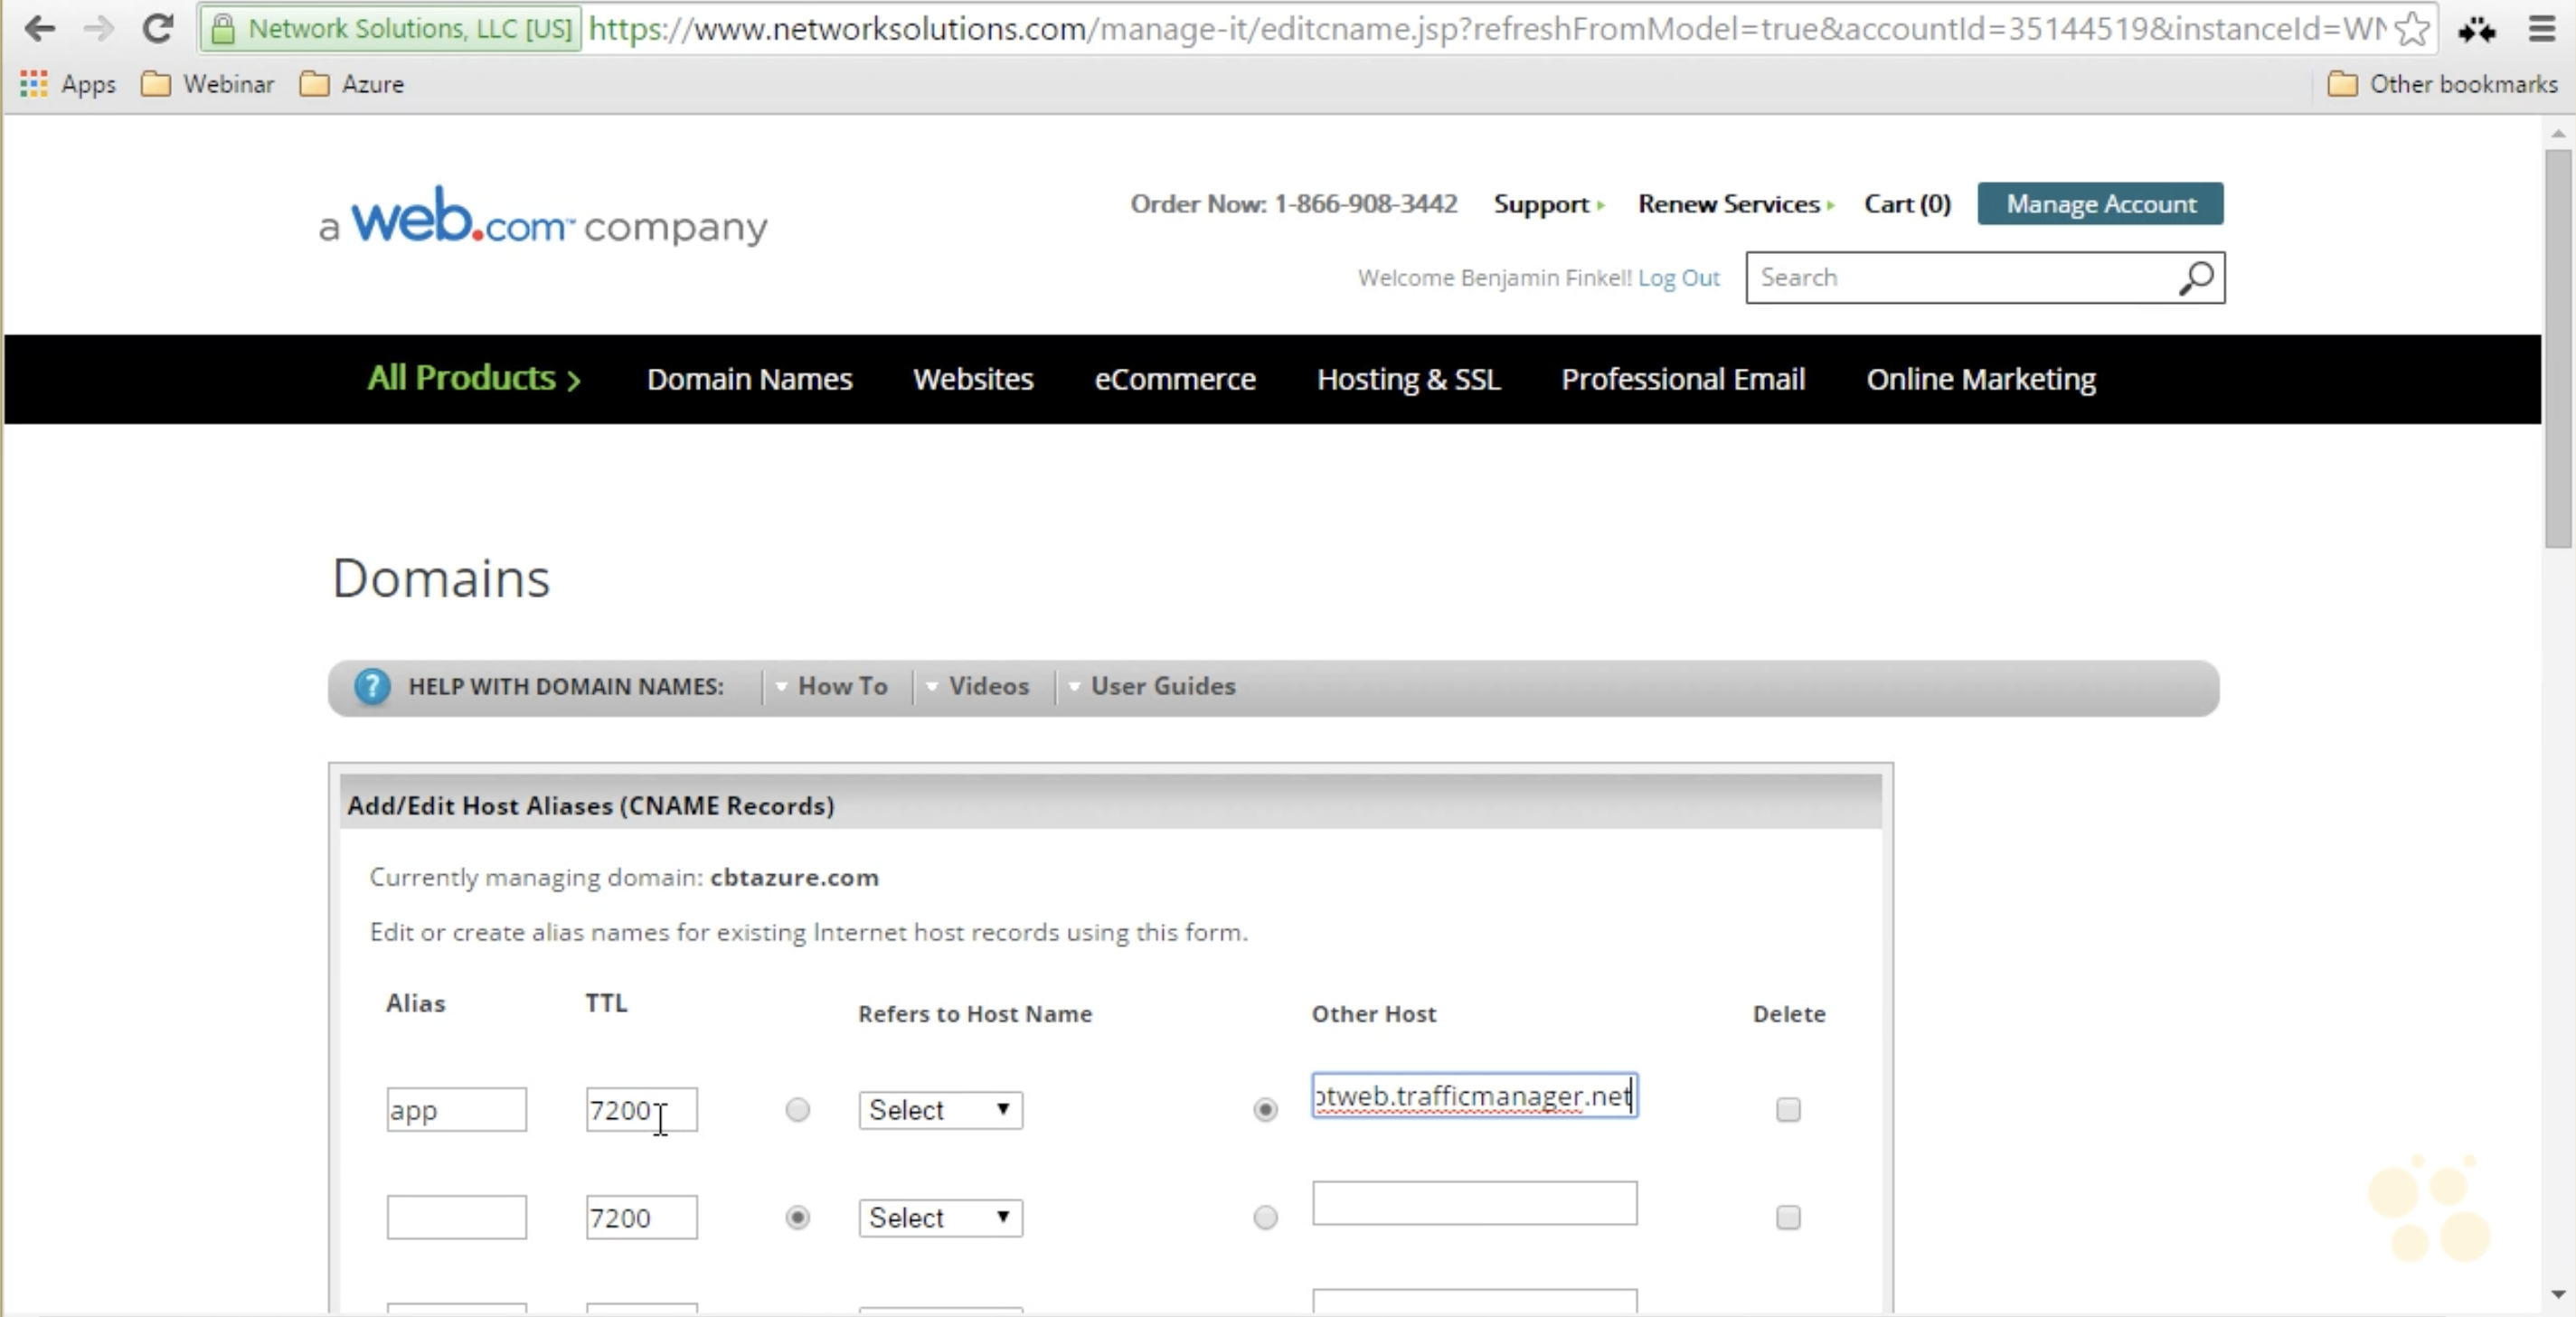 Network Solutions, LLC [US] https://www.networksolutions.com/manage-it/editcname.jsp?refreshFromModel=true&accountId=35144519&instanceId=WN
Apps Webinar Azure Other bookmarks
a web.com™ company
Order Now: 1-866-908-3442 Support Renew Services Cart (0) Manage Account
Welcome Benjamin Finkel! Log Out Search
All Products > Domain Names Websites eCommerce Hosting & SSL Professional Email Online Marketing
Domains
? HELP WITH DOMAIN NAMES: How To Videos User Guides
Add/Edit Host Aliases (CNAME Records)
Currently managing domain: cbtazure.com
Edit or create alias names for existing Internet host records using this form.
Alias TTL Refers to Host Name Other Host Delete
app 7200 Select tweb.trafficmanager.net
7200 Select